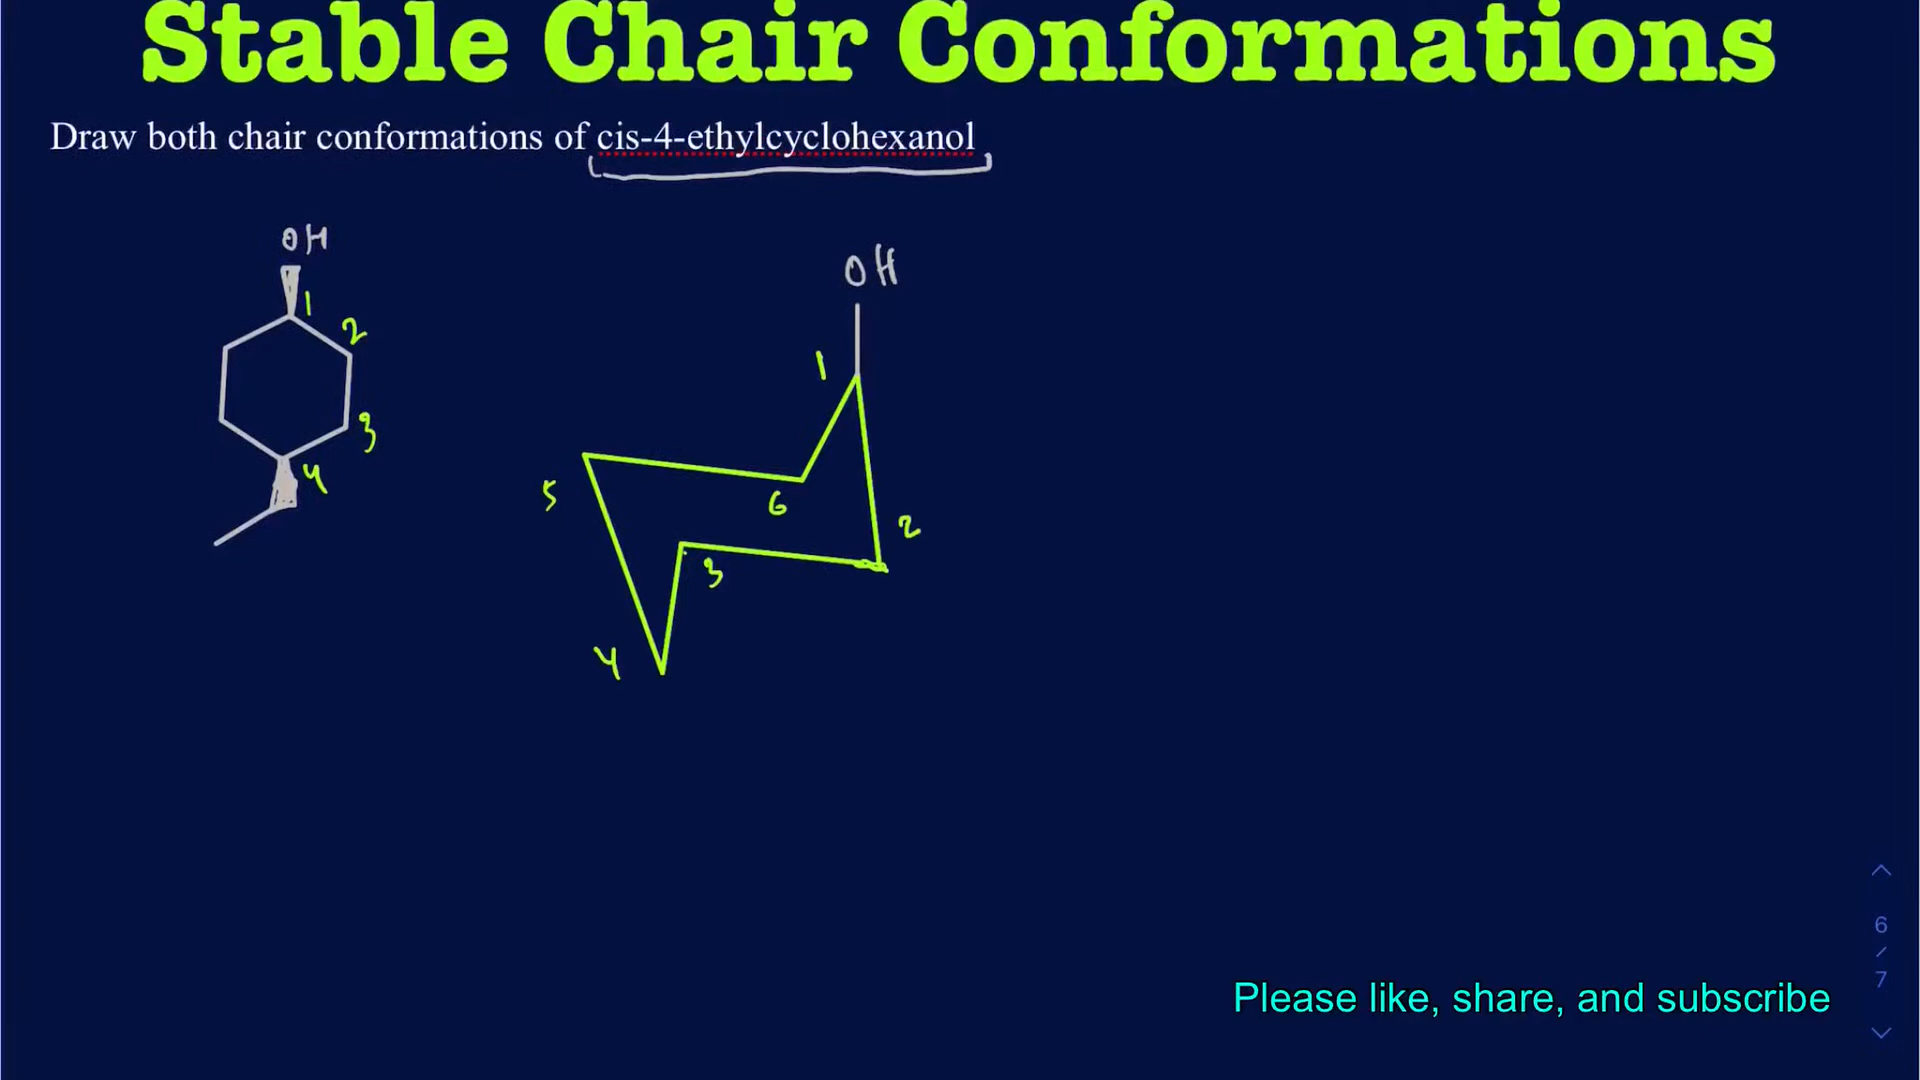 Stable Chair Conformations
Draw both chair conformations of cis-4-ethylcyclohexanol
OH
1
2
3
4
OH
1
5
6
2
3
4
6
/
7
Please like, share, and subscribe